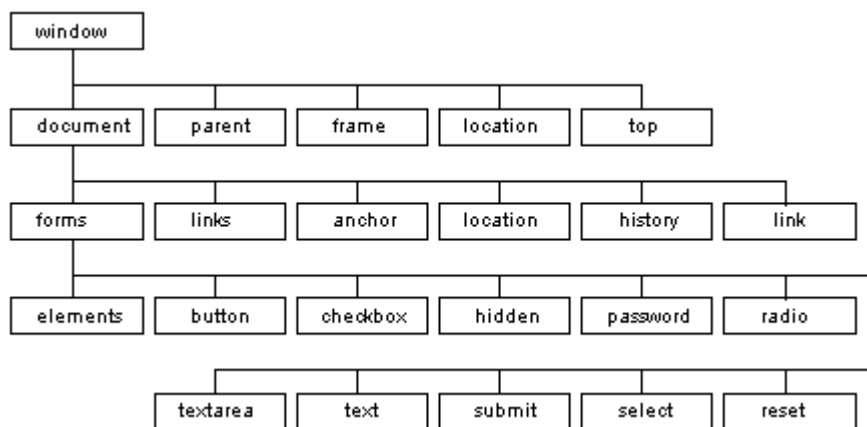 window
document parent frame location top
forms links anchor location history link
elements button checkbox hidden password radio
textarea text submit select reset